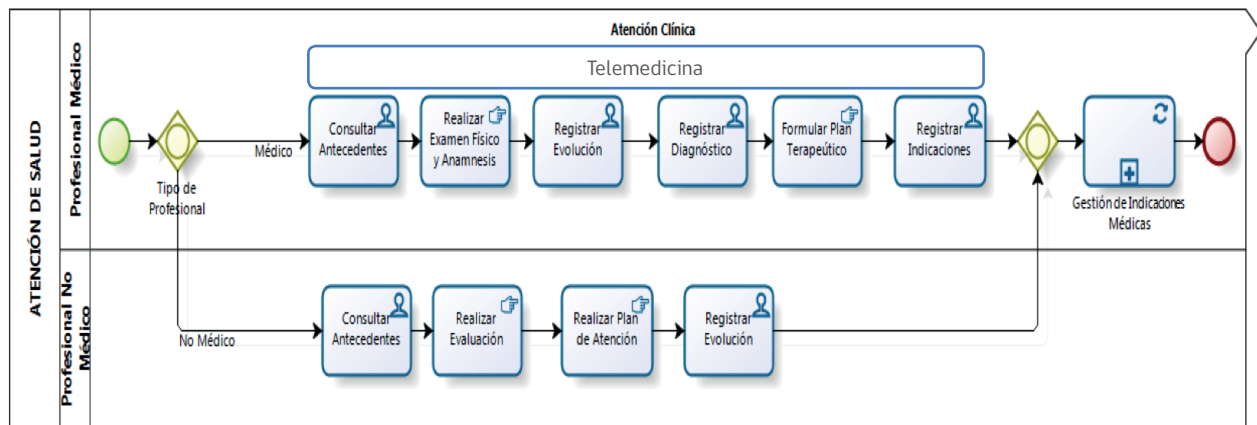 ATENCIÓN DE SALUD
Profesional Médico
Atención Clínica
Telemedicina
Tipo de
Profesional
Médico
Consultar
Antecedentes
Realizar
Examen Físico
y Anamnesis
Registrar
Evolución
Registrar
Diagnóstico
Formular Plan
Terapeútico
Registrar
Indicaciones
Gestión de Indicaciones
Médicas
Profesional No
Médico
No Médico
Consultar
Antecedentes
Realizar
Evaluación
Realizar Plan
de Atención
Registrar
Evolución